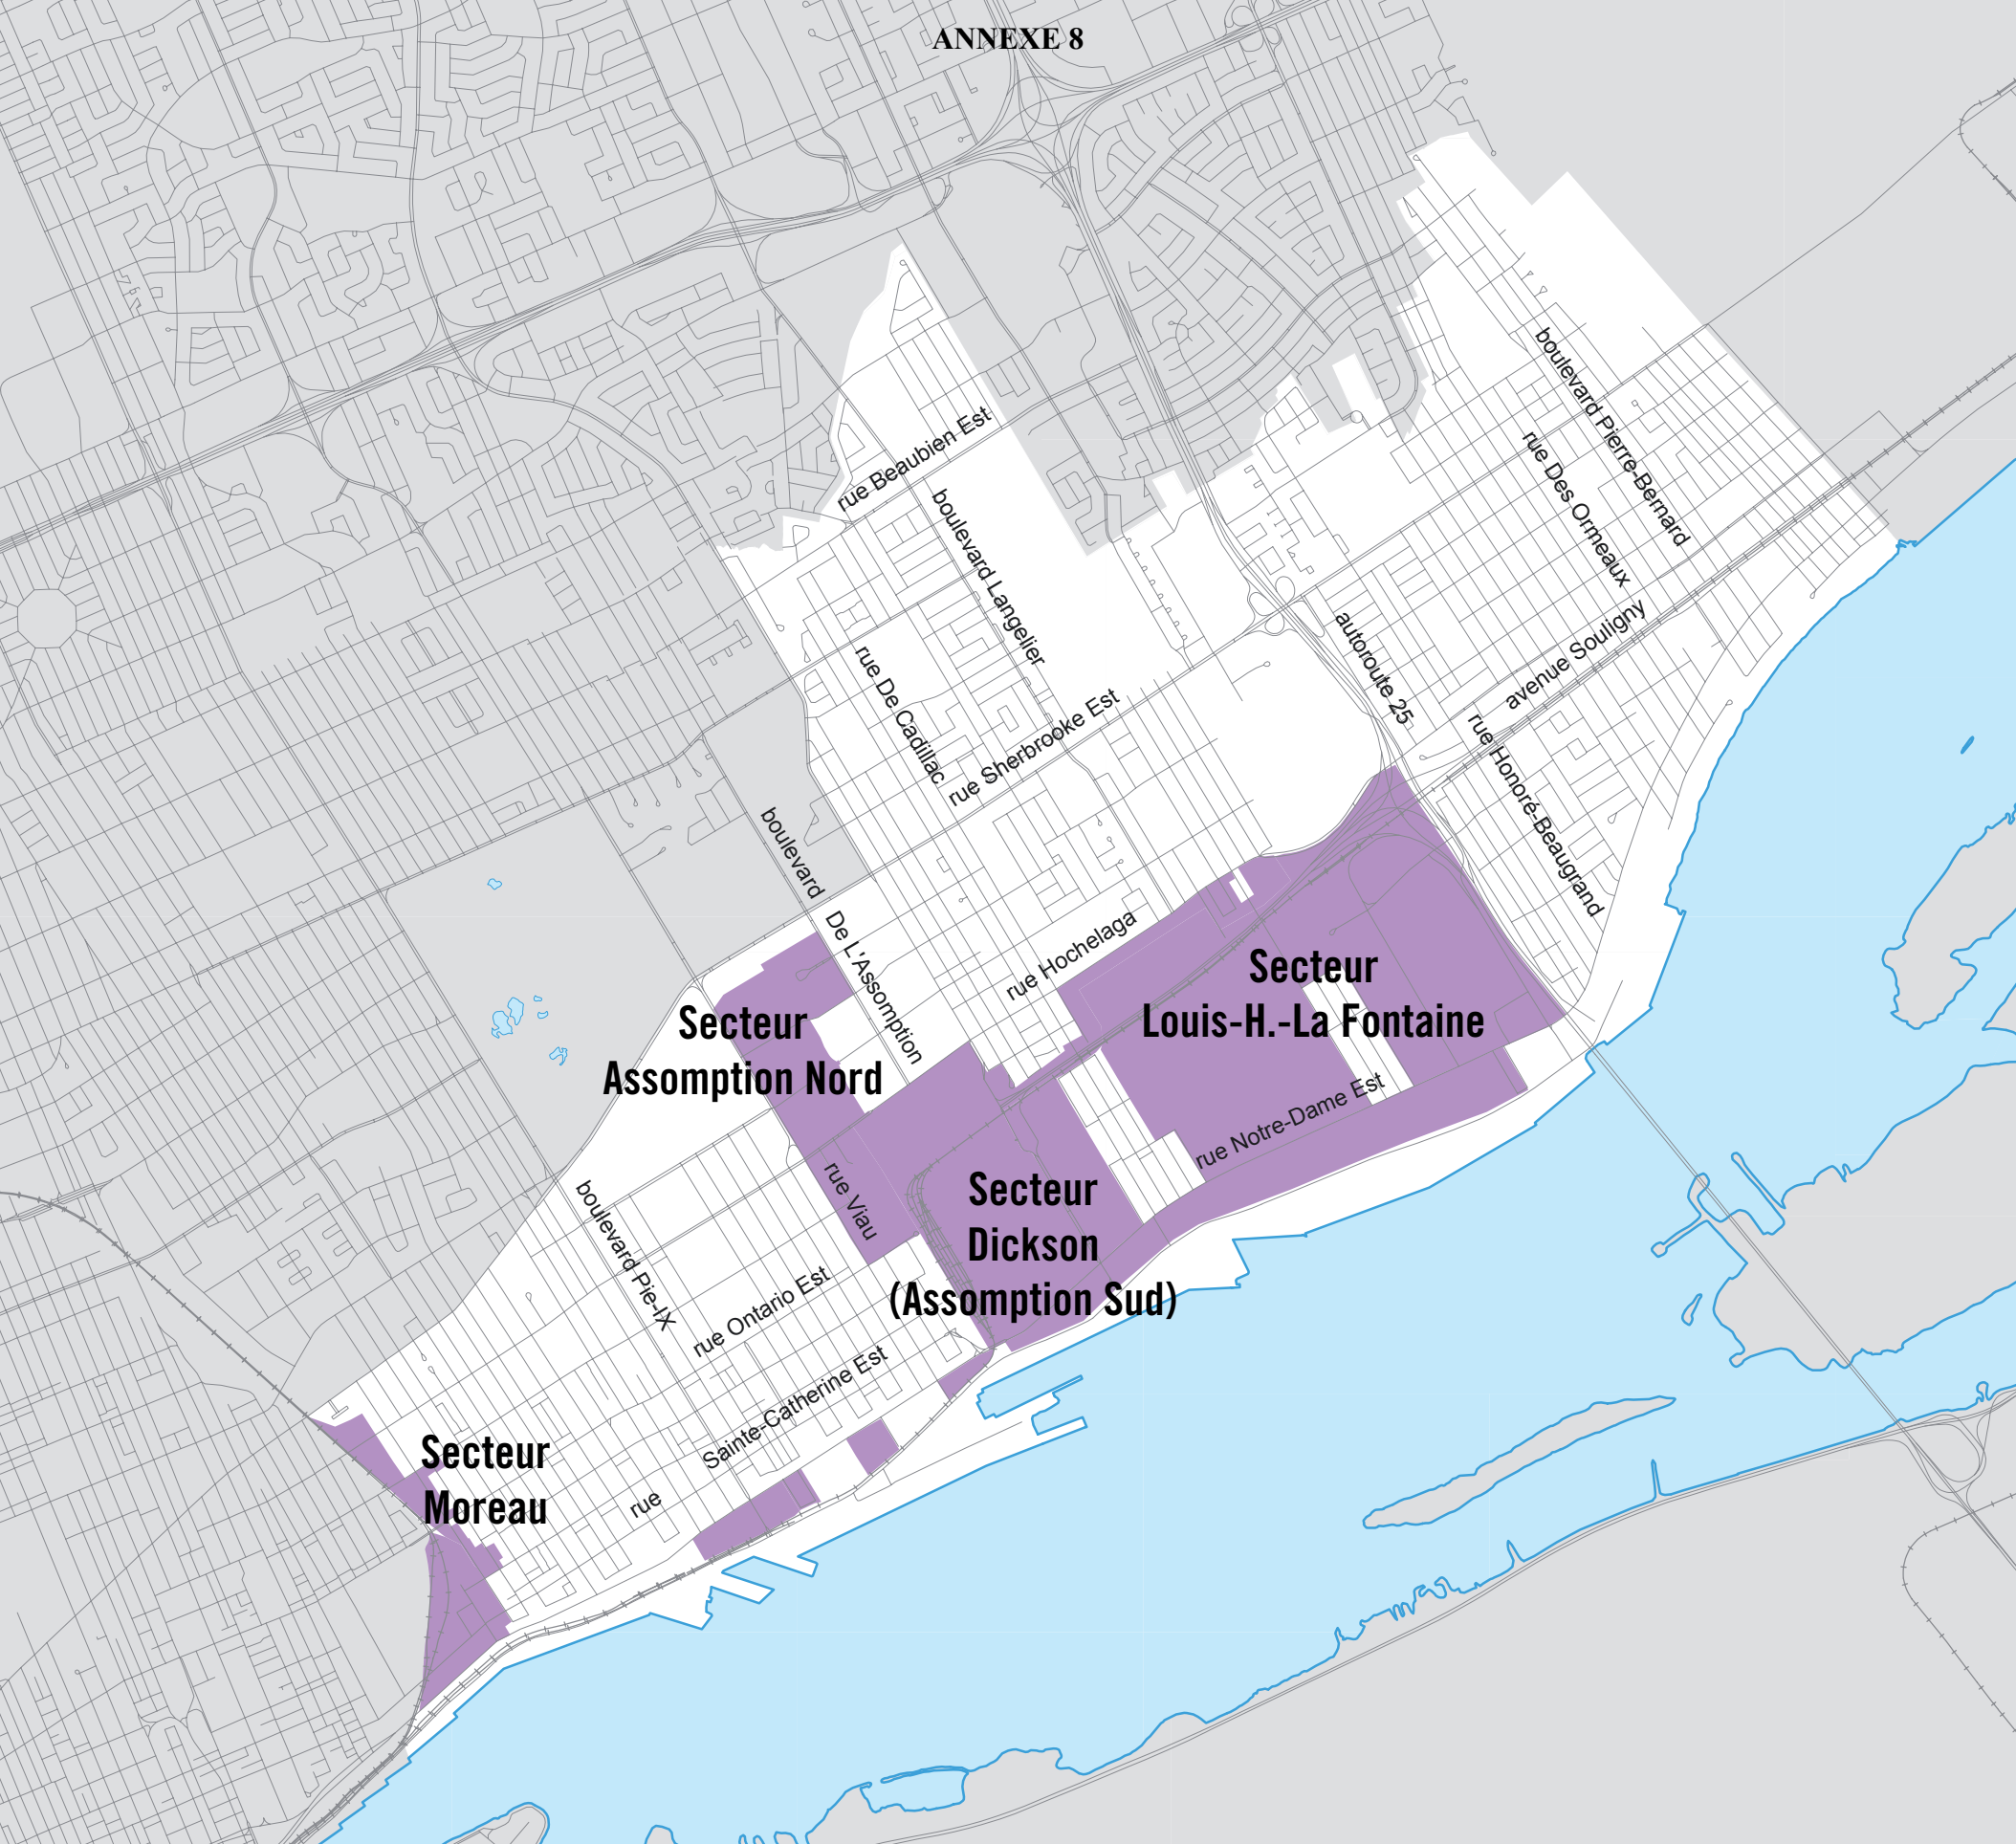 ANNEXE 8
boulevard Pierre-Bernard
rue Beaubien Est
rue Des Ormeaux
boulevard Langelier
avenue Souligny
autoroute 25
rue De Cadillac
rue Sherbrooke Est
rue Honoré-Beaugrand
boulevard
De L'Assomption
rue Hochelaga
Secteur
Louis-H.-La Fontaine
Secteur
Assomption Nord
rue Notre-Dame Est
rue Viau
Secteur
Dickson
(Assomption Sud)
boulevard Pie-IX
rue Ontario Est
rue
Sainte-Catherine Est
Secteur
Moreau